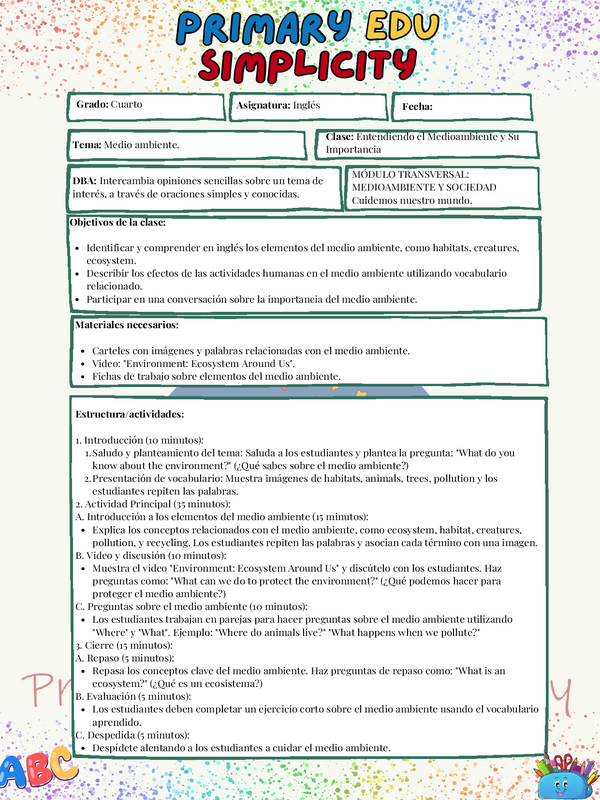 PRIMARY EDU
SIMPLICITY
Grado: Cuarto
Asignatura: Inglés
Fecha:
Tema: Medio ambiente.
Clase: Entendiendo el Medioambiente y Su
Importancia
DBA: Intercambia opiniones sencillas sobre un tema de
interés, a través de oraciones simples y conocidas.
MÓDULO TRANSVERSAL:
MEDIOAMBIENTE Y SOCIEDAD
Cuidemos nuestro mundo.
Objetivos de la clase:
• Identificar y comprender en inglés los elementos del medio ambiente, como habitats, creatures,
ecosystem.
• Describir los efectos de las actividades humanas en el medio ambiente utilizando vocabulario
relacionado.
• Participar en una conversación sobre la importancia del medio ambiente.
Materiales necesarios:
• Carteles con imágenes y palabras relacionadas con el medio ambiente.
• Video: "Environment: Ecosystem Around Us".
• Fichas de trabajo sobre elementos del medio ambiente.
Estructura/actividades:
1. Introducción (10 minutos):
1. Saludo y planteamiento del tema: Saluda a los estudiantes y plantea la pregunta: "What do you
know about the environment?" (¿Qué sabes sobre el medio ambiente?)
2. Presentación de vocabulario: Muestra imágenes de habitats, animals, trees, pollution y los
estudiantes repiten las palabras.
2. Actividad Principal (35 minutos):
A. Introducción a los elementos del medio ambiente (15 minutos):
• Explica los conceptos relacionados con el medio ambiente, como ecosystem, habitat, creatures,
pollution, y recycling. Los estudiantes repiten las palabras y asocian cada término con una imagen.
B. Video y discusión (10 minutos):
• Muestra el video "Environment: Ecosystem Around Us" y discútelo con los estudiantes. Haz
preguntas como: "What can we do to protect the environment?" (¿Qué podemos hacer para
proteger el medio ambiente?)
C. Preguntas sobre el medio ambiente (10 minutos):
• Los estudiantes trabajan en parejas para hacer preguntas sobre el medio ambiente utilizando
"Where" y "What". Ejemplo: "Where do animals live?" "What happens when we pollute?"
3. Cierre (15 minutos):
A. Repaso (5 minutos):
• Repasa los conceptos clave del medio ambiente. Haz preguntas de repaso como: "What is an
ecosystem?" (¿Qué es un ecosistema?)
B. Evaluación (5 minutos):
• Los estudiantes deben completar un ejercicio corto sobre el medio ambiente usando el vocabulario
aprendido.
C. Despedida (5 minutos):
• Despídete alentando a los estudiantes a cuidar el medio ambiente.
ABC